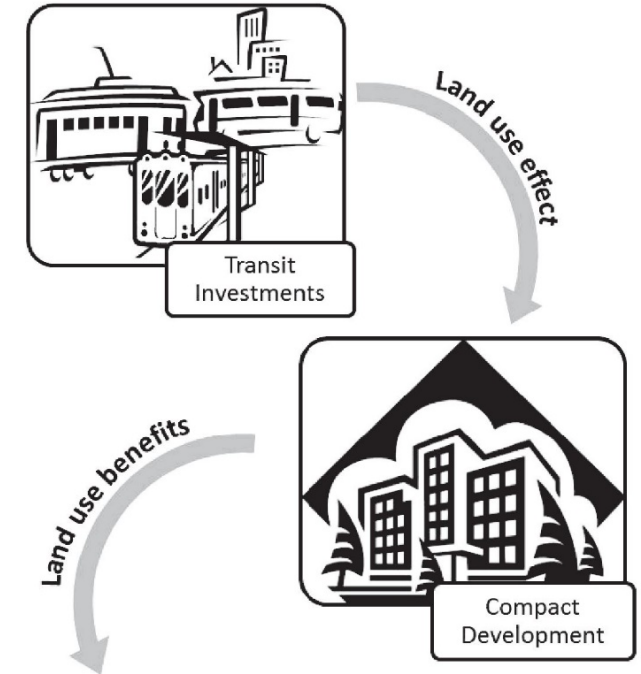 Land use effect
Transit
Investments
Land use benefits
Compact
Development